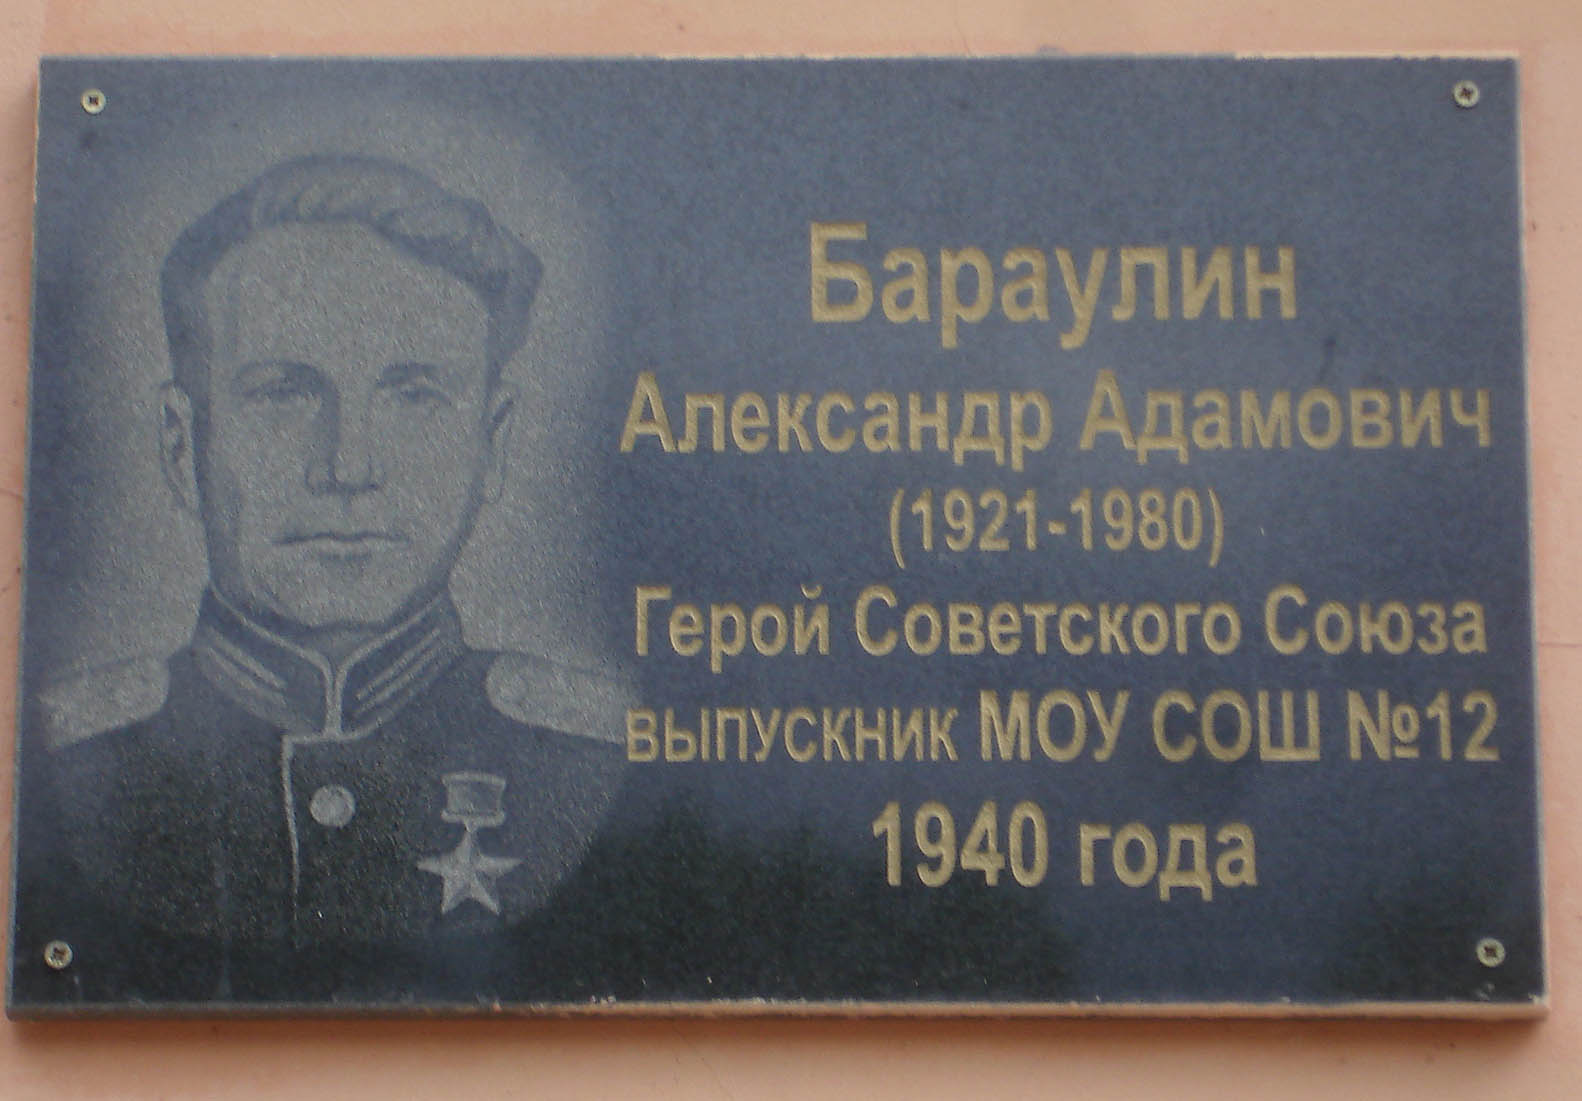 Бараулин
Александр Адамович
(1921-1980)
Герой Советского Союза
выпускник МОУ СОШ №12
1940 года